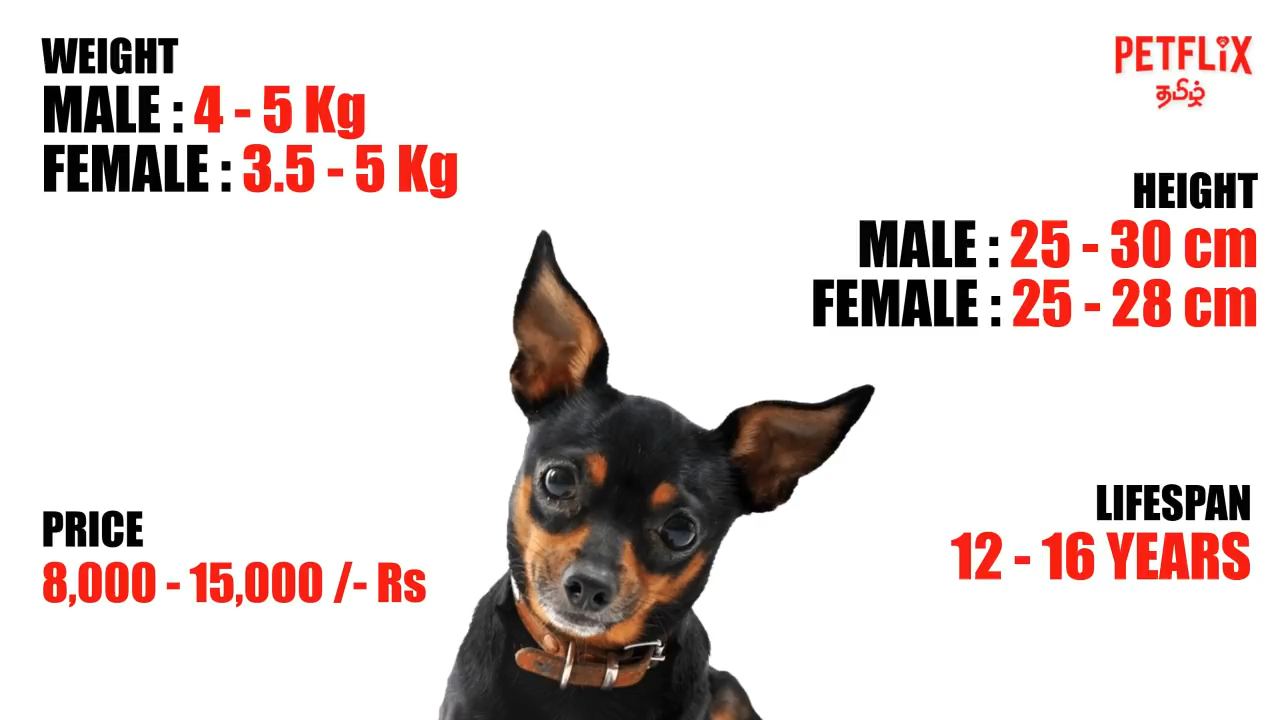 WEIGHT
MALE : 4 - 5 Kg
FEMALE : 3.5 - 5 Kg
PETFLiX
தமிழ்
HEIGHT
MALE : 25 - 30 cm
FEMALE : 25 - 28 cm
PRICE
8,000 - 15,000 /- Rs
LIFESPAN
12 - 16 YEARS